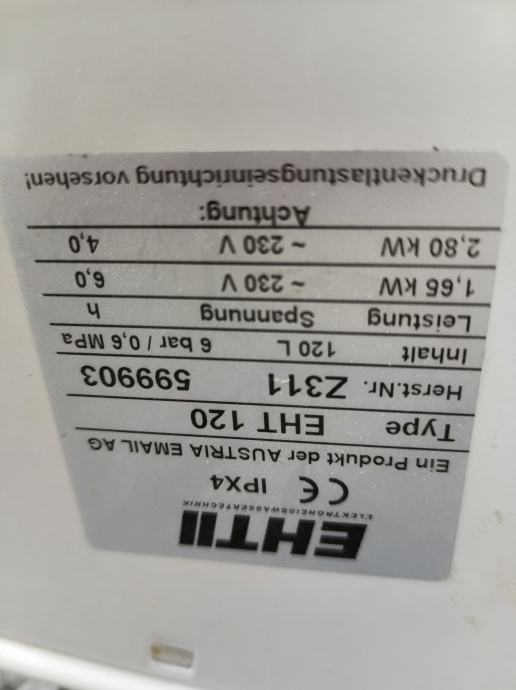 EHT
ELEKTROHEISSWASSERTECHNIK
CE IPX4
Ein Produkt der AUSTRIA EMAIL AG
Type EHT 120
Herst.Nr. Z311 599903
Inhalt 120 L 6 bar / 0,6 MPa
Leistung Spannung h
1,65 kW ~ 230 V 6,0
2,80 kW ~ 230 V 4,0
Achtung:
Druckentlastungseinrichtung vorsehen!